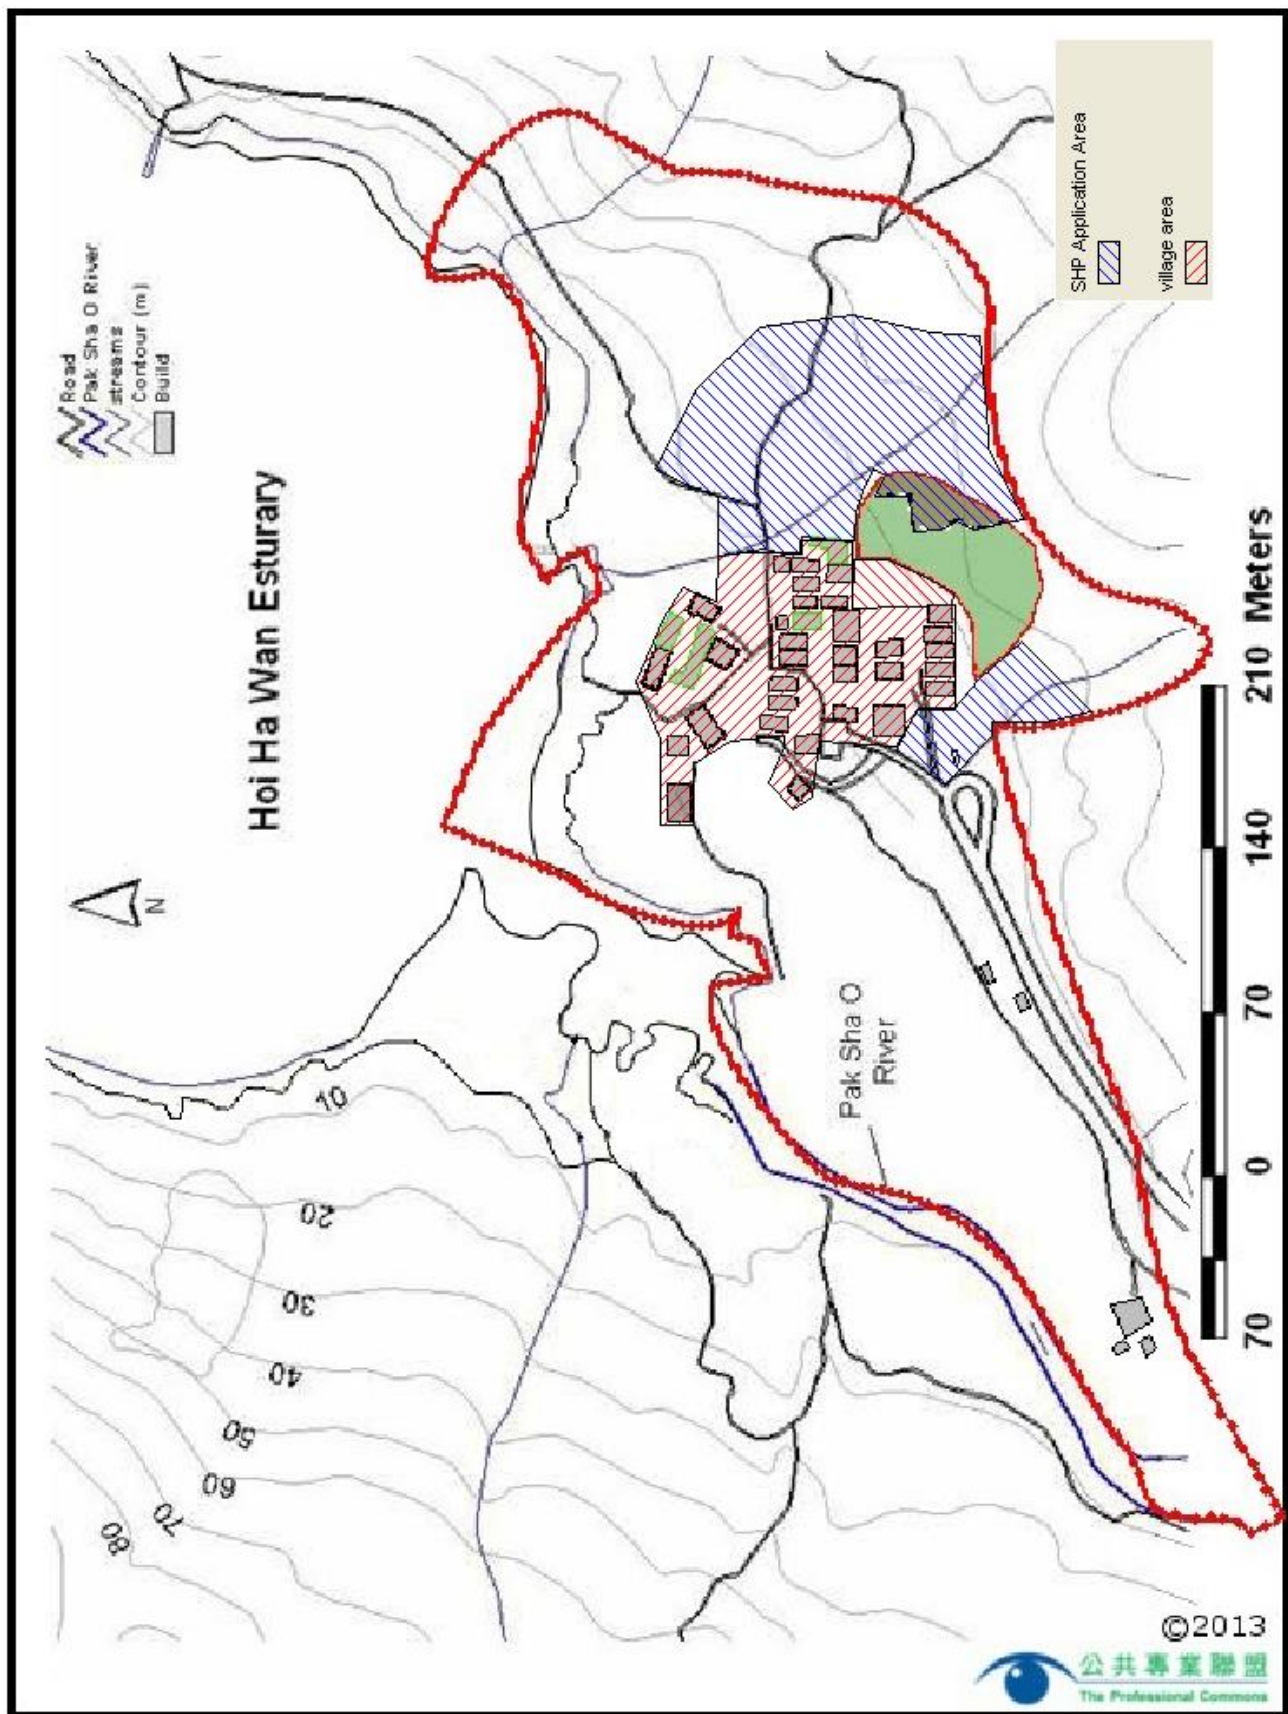 Road
Pak Sha O River
streams
Contour (m)
Build
Hoi Ha Wan Esturary
N
SHP Application Area
village area
10
20
30
40
50
60
70
80
Pak Sha O
River
70 0 70 140 210 Meters
©2013
公共專業聯盟
The Professional Commons